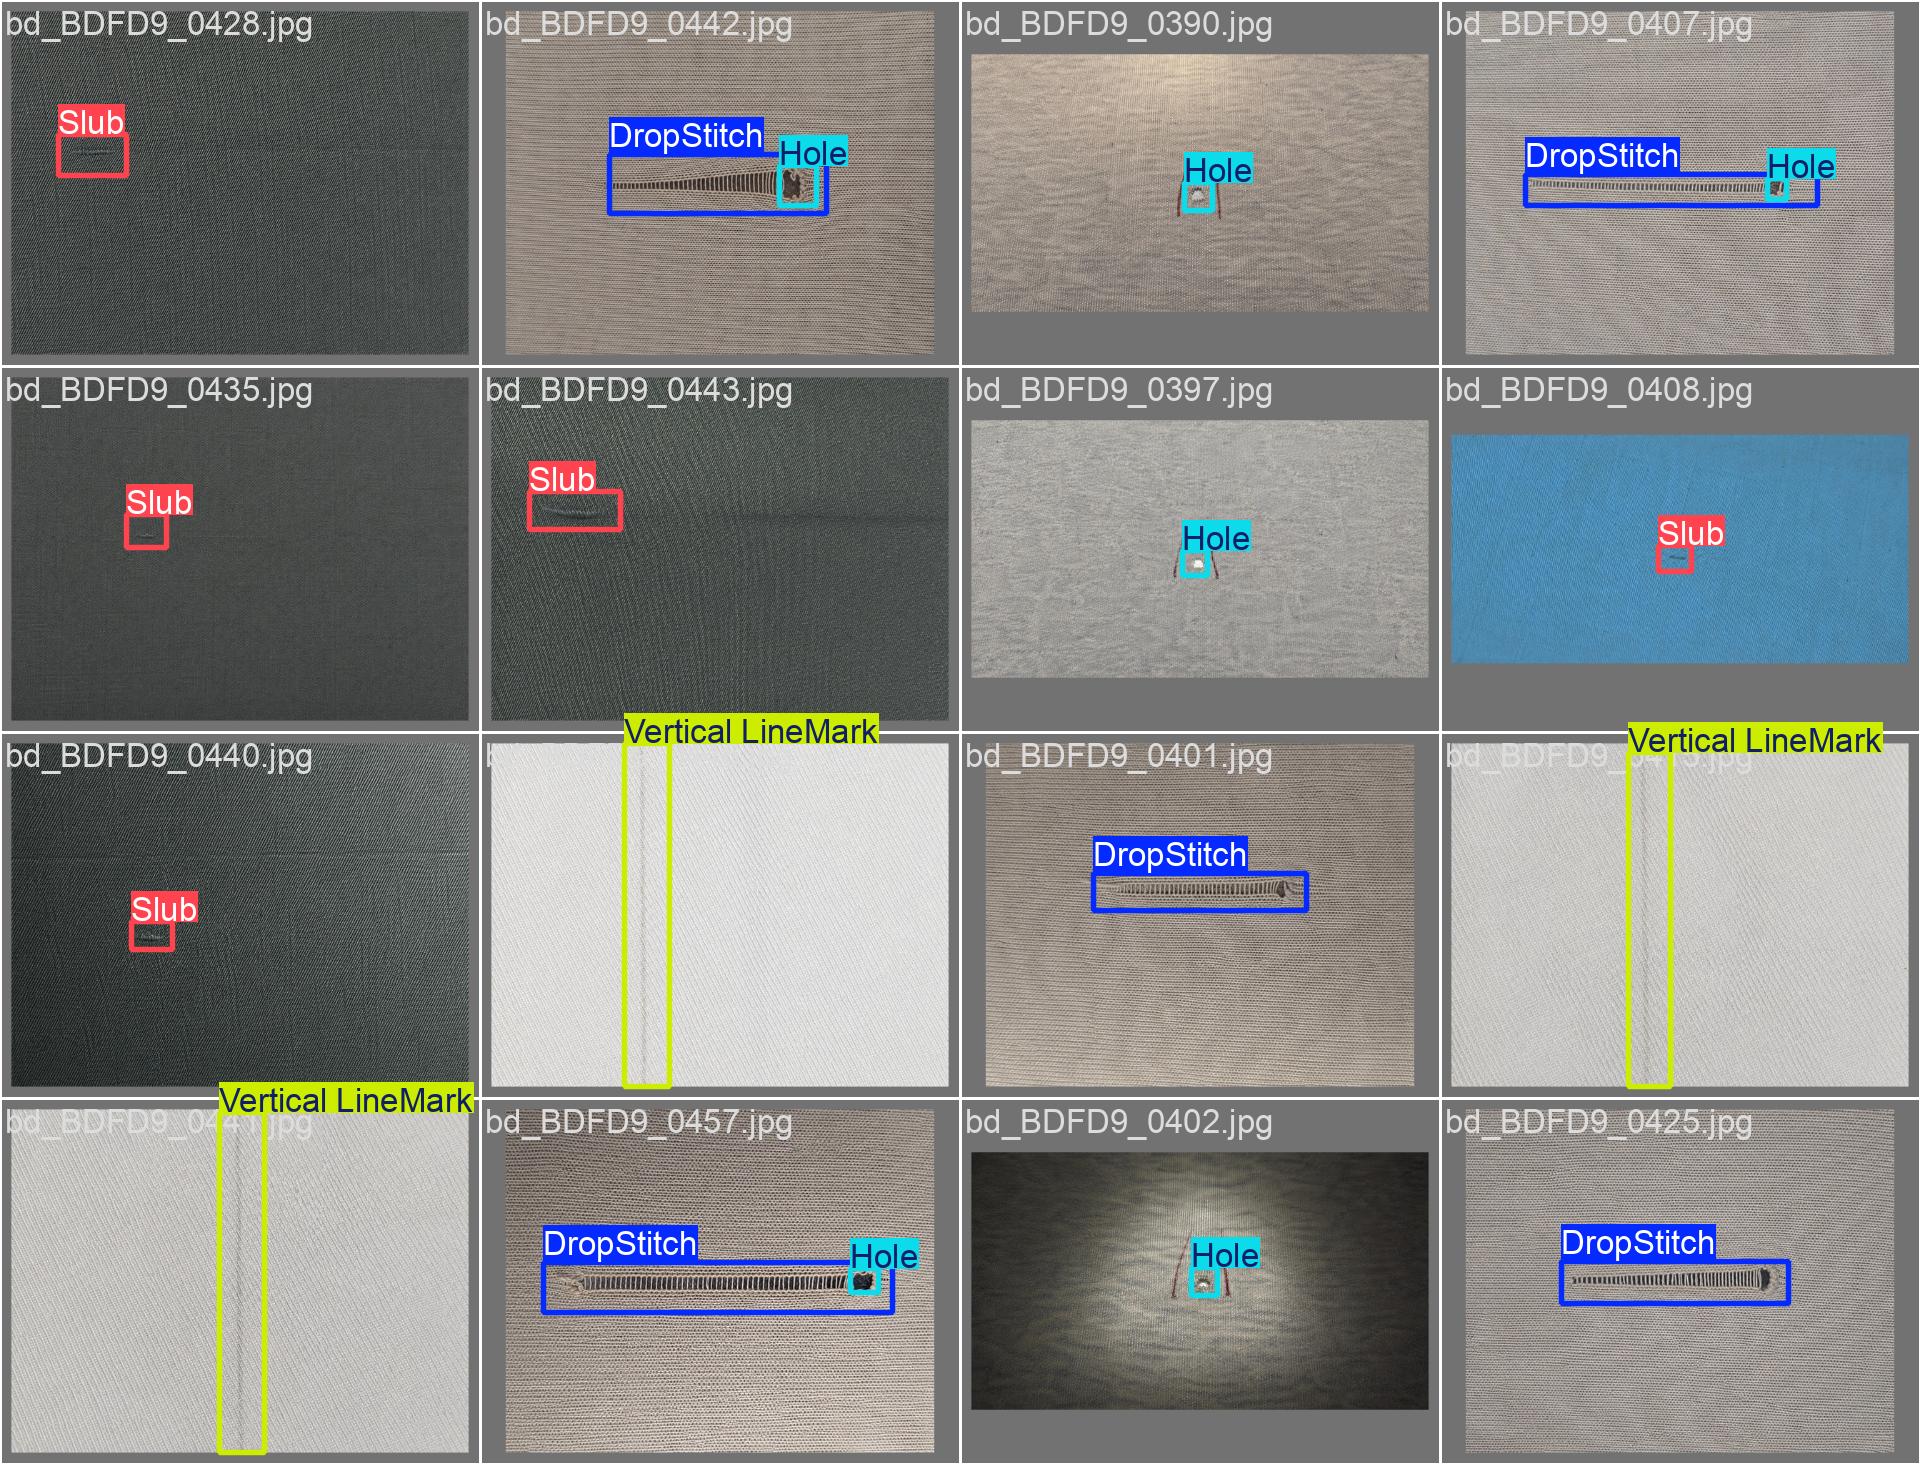 bd_BDFD9_0428.jpg
Slub
bd_BDFD9_0442.jpg
DropStitch
Hole
bd_BDFD9_0390.jpg
Hole
bd_BDFD9_0407.jpg
DropStitch
Hole
bd_BDFD9_0435.jpg
Slub
bd_BDFD9_0443.jpg
Slub
bd_BDFD9_0397.jpg
Hole
bd_BDFD9_0408.jpg
Slub
bd_BDFD9_0440.jpg
Slub
Vertical LineMark
bd_BDFD9_0401.jpg
DropStitch
Vertical LineMark
Vertical LineMark
bd_BDFD9_0457.jpg
DropStitch
Hole
bd_BDFD9_0402.jpg
Hole
bd_BDFD9_0425.jpg
DropStitch